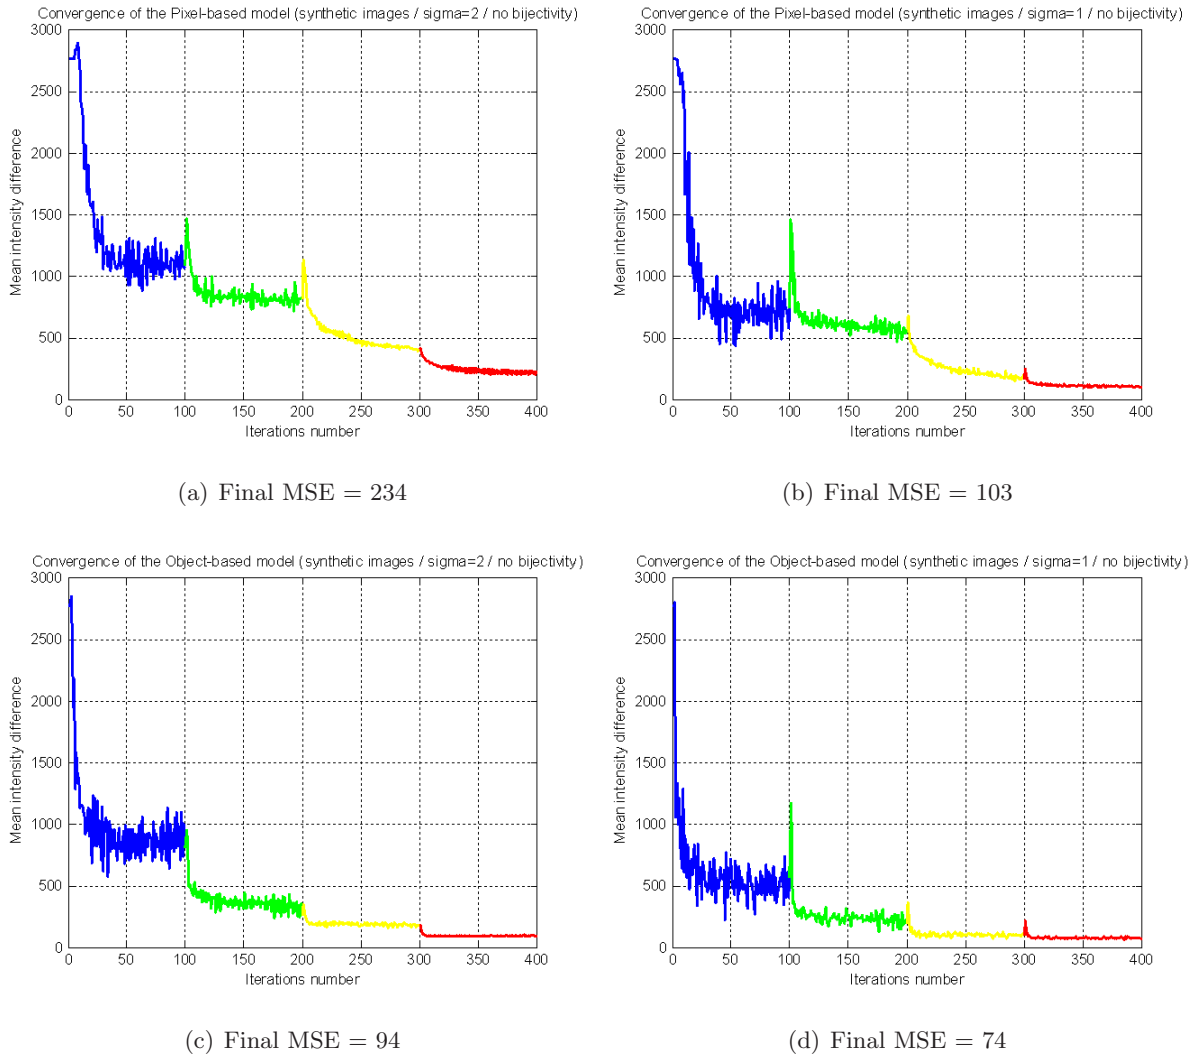 Convergence of the Pixel-based model (synthetic images / sigma=2 / no bijectivity)
3000
2500
2000
1500
1000
500
0
Mean intensity difference
0 50 100 150 200 250 300 350 400
Iterations number
(a) Final MSE = 234
Convergence of the Pixel-based model (synthetic images / sigma=1 / no bijectivity)
3000
2500
2000
1500
1000
500
0
Mean intensity difference
0 50 100 150 200 250 300 350 400
Iterations number
(b) Final MSE = 103
Convergence of the Object-based model (synthetic images / sigma=2 / no bijectivity)
3000
2500
2000
1500
1000
500
0
Mean intensity difference
0 50 100 150 200 250 300 350 400
Iterations number
(c) Final MSE = 94
Convergence of the Object-based model (synthetic images / sigma=1 / no bijectivity)
3000
2500
2000
1500
1000
500
0
Mean intensity difference
0 50 100 150 200 250 300 350 400
Iterations number
(d) Final MSE = 74